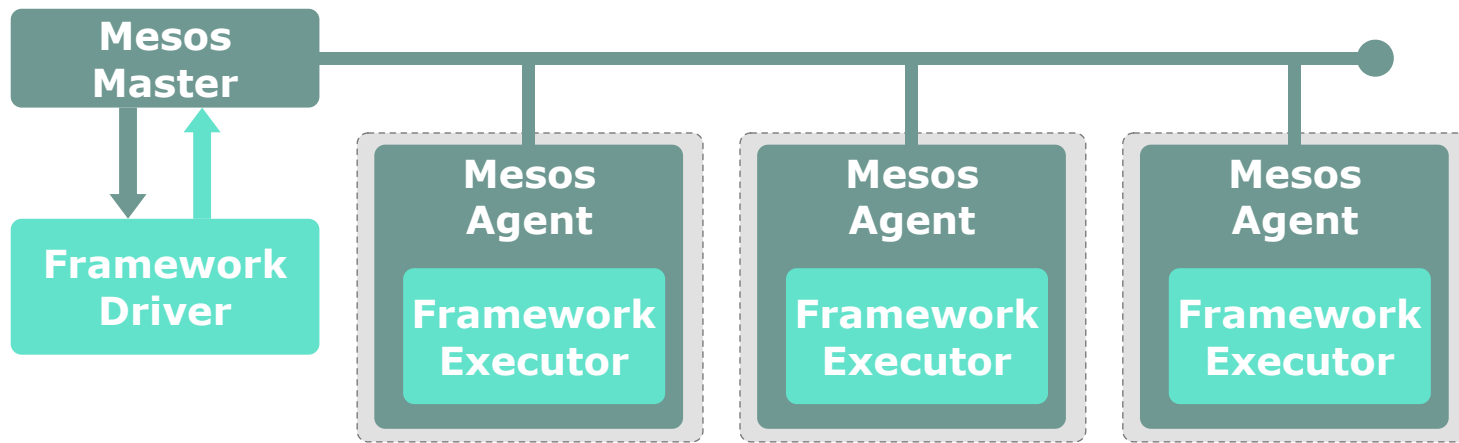 Mesos
Master
Framework
Driver
Mesos
Agent
Framework
Executor
Mesos
Agent
Framework
Executor
Mesos
Agent
Framework
Executor